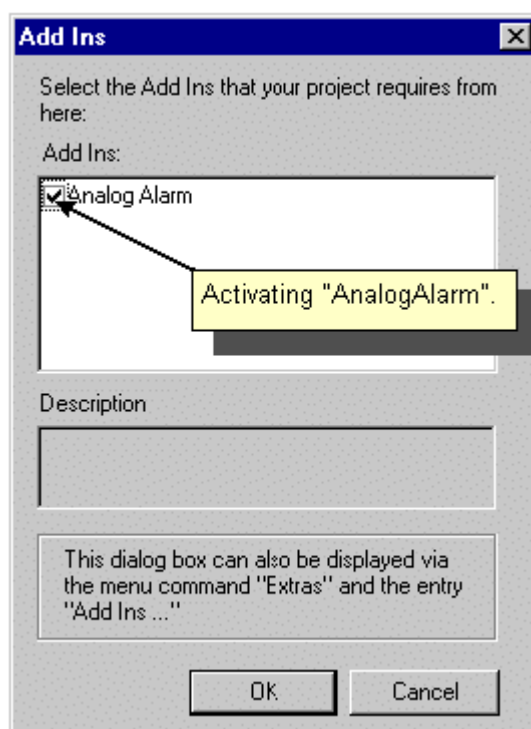 Add Ins
Select the Add Ins that your project requires from
here:
Add Ins:
Analog Alarm
Activating "AnalogAlarm".
Description
This dialog box can also be displayed via
the menu command "Extras" and the entry
"Add Ins ..."
OK
Cancel